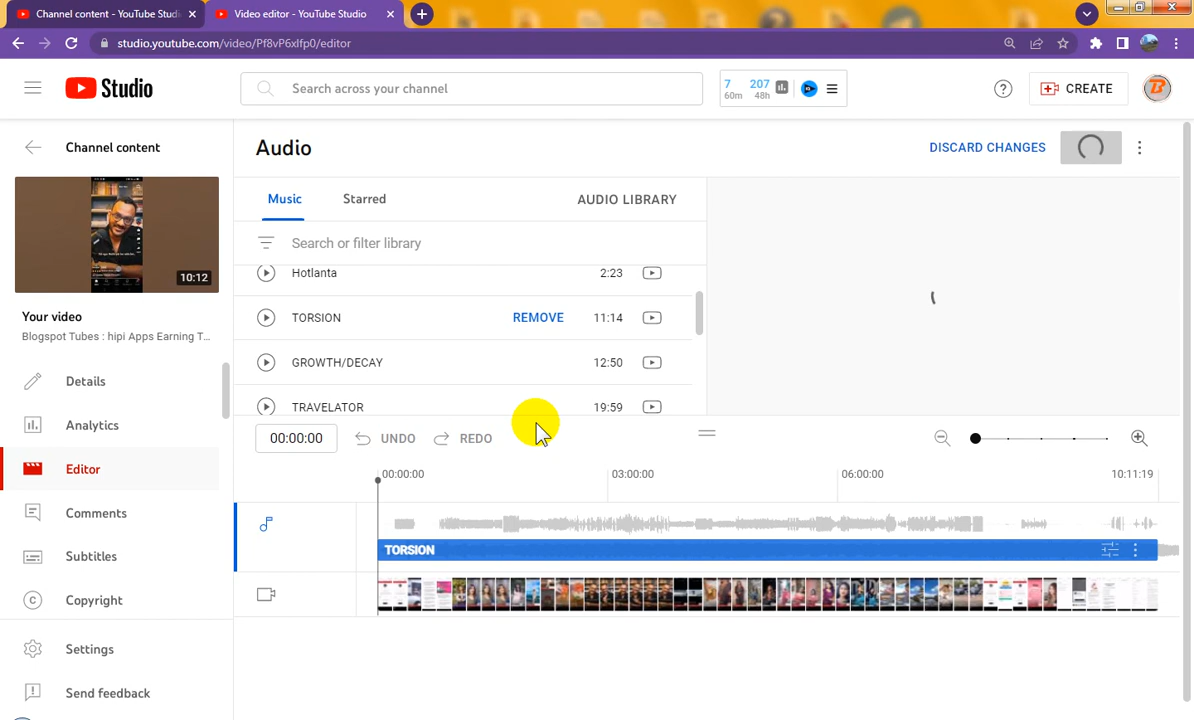 Channel content - YouTube Studi
Video editor - YouTube Studio
studio.youtube.com/video/Pf8vP6xIfp0/editor
Studio
Search across your channel
7
60m
207
48h
CREATE
Channel content
Audio
DISCARD CHANGES
10:12
Your video
Blogspot Tubes : hipi Apps Earning T...
Details
Analytics
Editor
Comments
Subtitles
Copyright
Settings
Send feedback
Music
Starred
AUDIO LIBRARY
Search or filter library
Hotlanta
2:23
TORSION
REMOVE
11:14
GROWTH/DECAY
12:50
TRAVELATOR
19:59
00:00:00
UNDO
REDO
00:00:00
03:00:00
06:00:00
10:11:19
TORSION